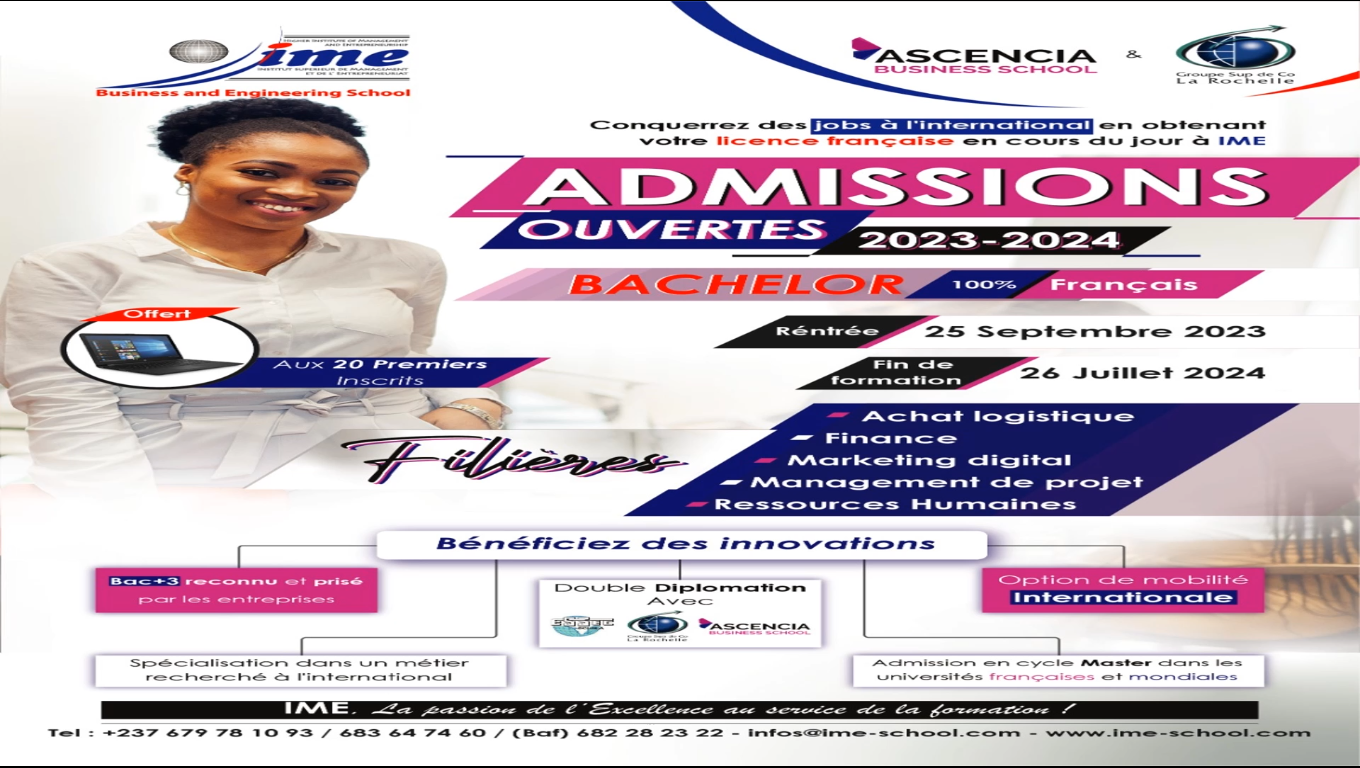 HIGHER INSTITUTE OF MANAGEMENT
AND ENTREPRENEURSHIP
ime
INSTITUT SUPERIEUR DE MANAGEMENT
ET DE L' ENTREPRENEURIAT
Business and Engineering School
ASCENCIA
BUSINESS SCHOOL
&
Groupe Sup de Co
La Rochelle
Conquerrez des jobs à l'international en obtenant
votre licence française en cours du jour à IME
ADMISSIONS
OUVERTES
2023-2024
BACHELOR 100% Français
Réntrée 25 Septembre 2023
Offert
Aux 20 Premiers
Inscrits
Fin de
formation 26 Juillet 2024
Filières
Achat logistique
Finance
Marketing digital
Management de projet
Ressources Humaines
Bénéficiez des innovations
Bac+3 reconnu et prisé
par les entreprises
Double Diplomation
Avec
Groupe Sup de Co
La Rochelle
ASCENCIA
BUSINESS SCHOOL
Option de mobilité
Internationale
Spécialisation dans un métier
recherché à l'international
Admission en cycle Master dans les
universités françaises et mondiales
IME. La passion de l'Excellence au service de la formation !
Tel : +237 679 78 10 93 / 683 64 74 60 / (Baf) 682 28 23 22 - infos@ime-school.com - www.ime-school.com